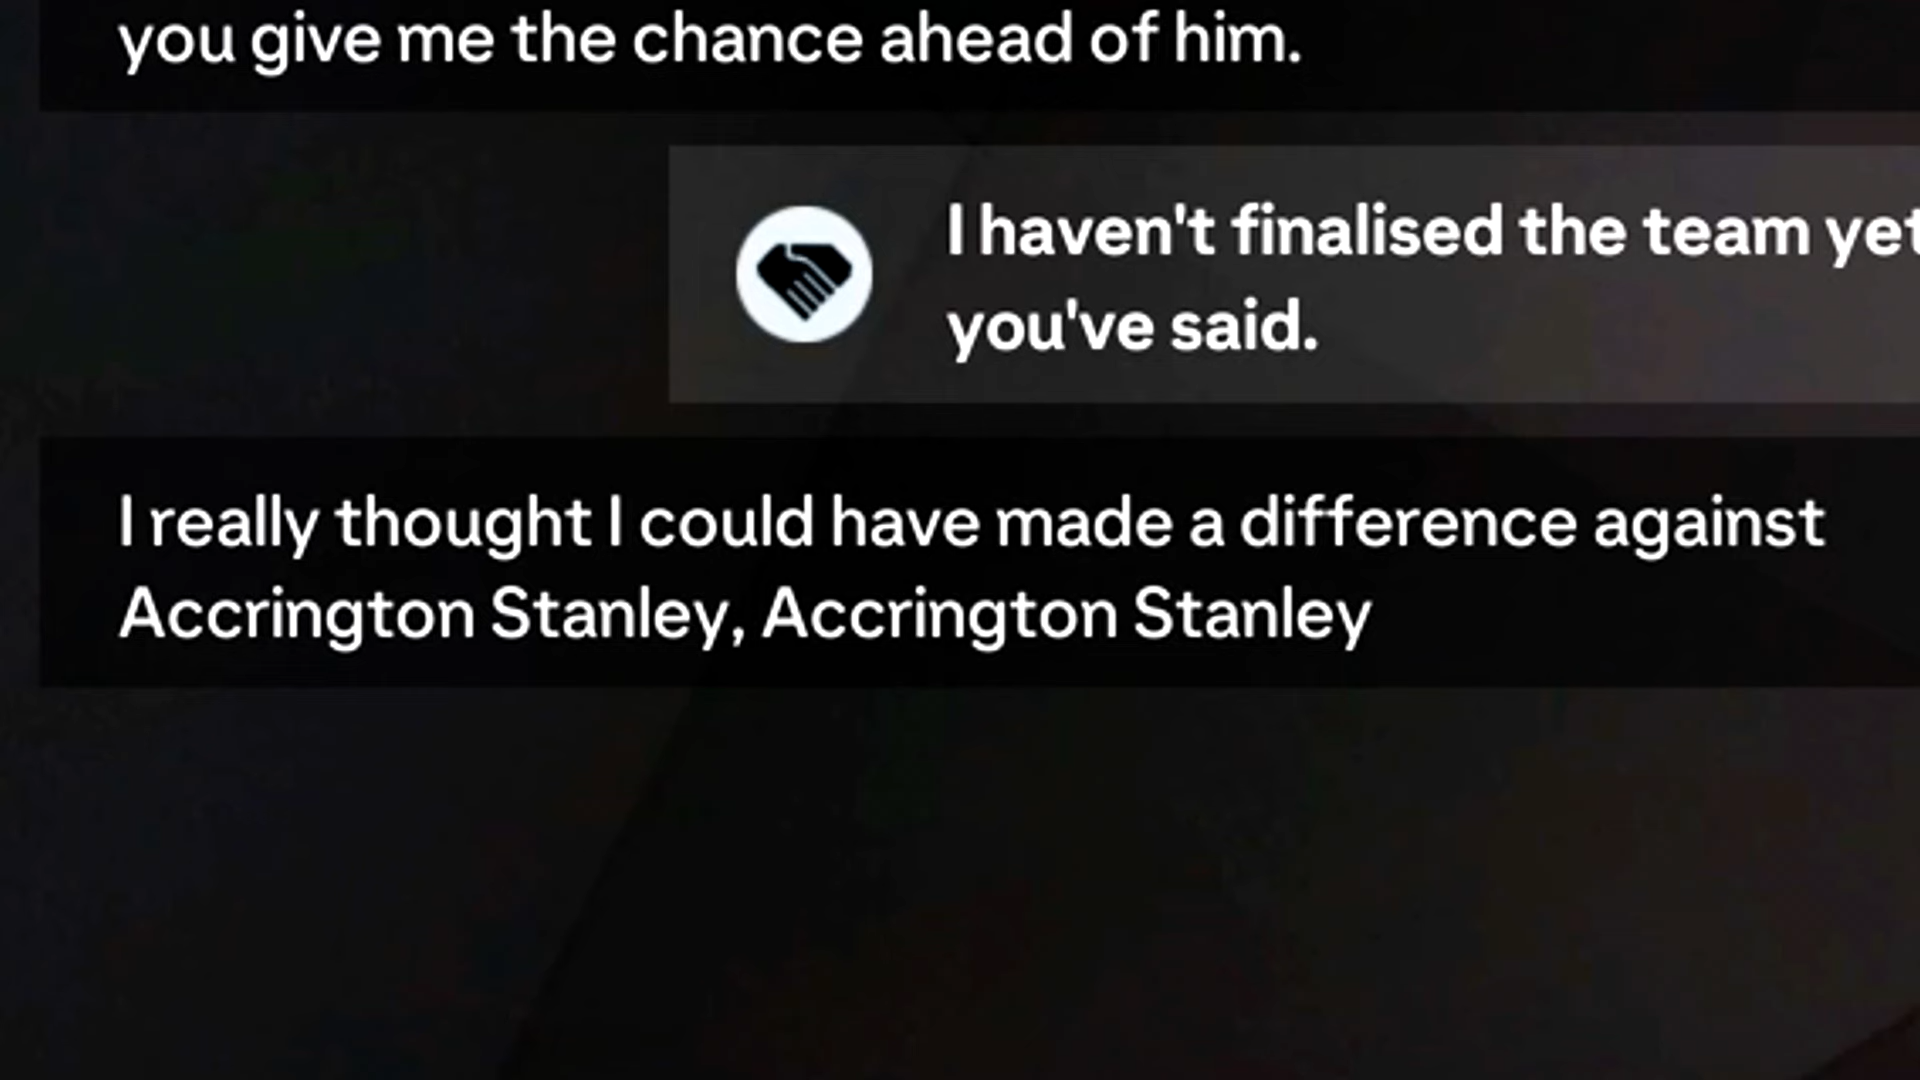 you give me the chance ahead of him.
I haven't finalised the team yet
you've said.
I really thought I could have made a difference against
Accrington Stanley, Accrington Stanley